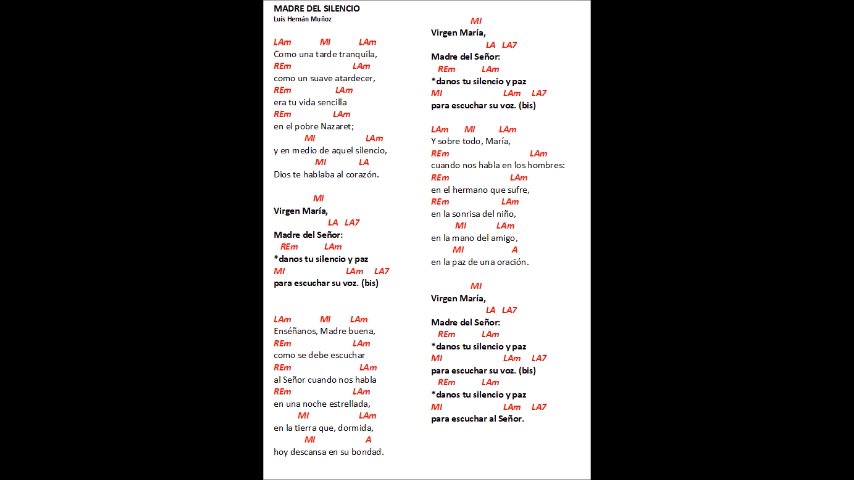 MADRE DEL SILENCIO
Luis Hernán Muñoz
LAm MI LAm
Como una tarde tranquila,
REm LAm
como un suave atardecer,
REm LAm
era tu vida sencilla
REm LAm
en el pobre Nazaret;
MI LAm
y en medio de aquel silencio,
MI LA
Dios te hablaba al corazón.
MI
Virgen María,
LA LA7
Madre del Señor:
REm LAm
*danos tu silencio y paz
MI LAm LA7
para escuchar su voz. (bis)
LAm MI LAm
Enséñanos, Madre buena,
REm LAm
como se debe escuchar
REm LAm
al Señor cuando nos habla
REm LAm
en una noche estrellada,
MI LAm
en la tierra que, dormida,
MI A
hoy descansa en su bondad.
MI
Virgen María,
LA LA7
Madre del Señor:
REm LAm
*danos tu silencio y paz
MI LAm LA7
para escuchar su voz. (bis)
LAm MI LAm
Y sobre todo, María,
REm LAm
cuando nos habla en los hombres:
REm LAm
en el hermano que sufre,
REm LAm
en la sonrisa del niño,
MI LAm
en la mano del amigo,
MI A
en la paz de una oración.
MI
Virgen María,
LA LA7
Madre del Señor:
REm LAm
*danos tu silencio y paz
MI LAm LA7
para escuchar su voz. (bis)
REm LAm
*danos tu silencio y paz
MI LAm LA7
para escuchar al Señor.